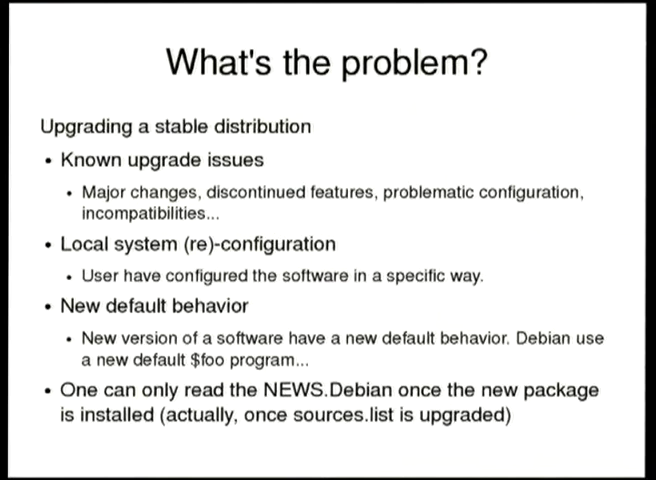 What's the problem?
Upgrading a stable distribution
• Known upgrade issues
• Major changes, discontinued features, problematic configuration,
incompatibilities...
• Local system (re)-configuration
• User have configured the software in a specific way.
• New default behavior
• New version of a software have a new default behavior. Debian use
a new default $foo program...
• One can only read the NEWS.Debian once the new package
is installed (actually, once sources.list is upgraded)